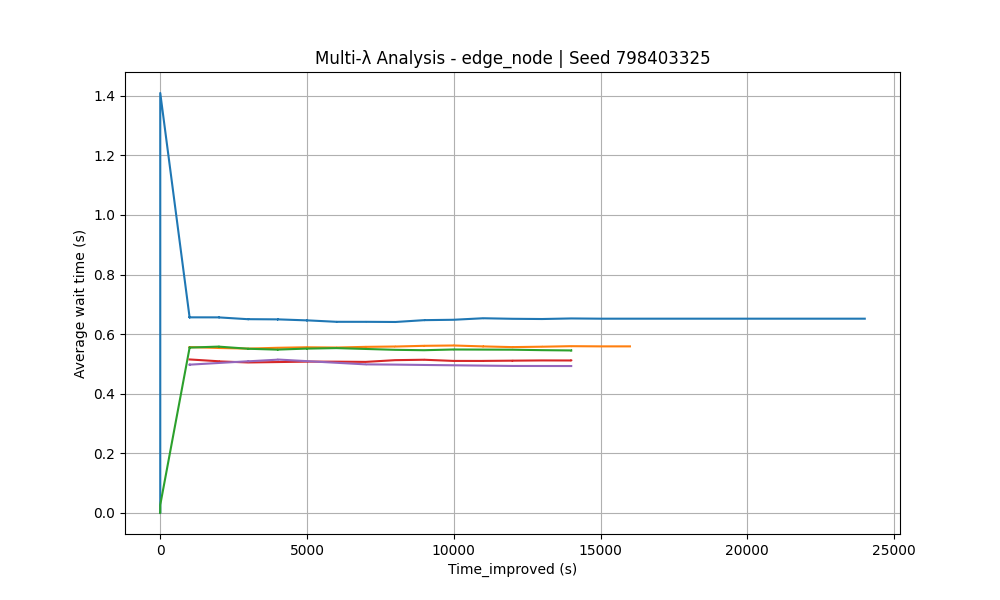 Multi-λ Analysis - edge_node | Seed 798403325
Average wait time (s)
1.4
1.2
1.0
0.8
0.6
0.4
0.2
0.0
0 5000 10000 15000 20000 25000
Time_improved (s)